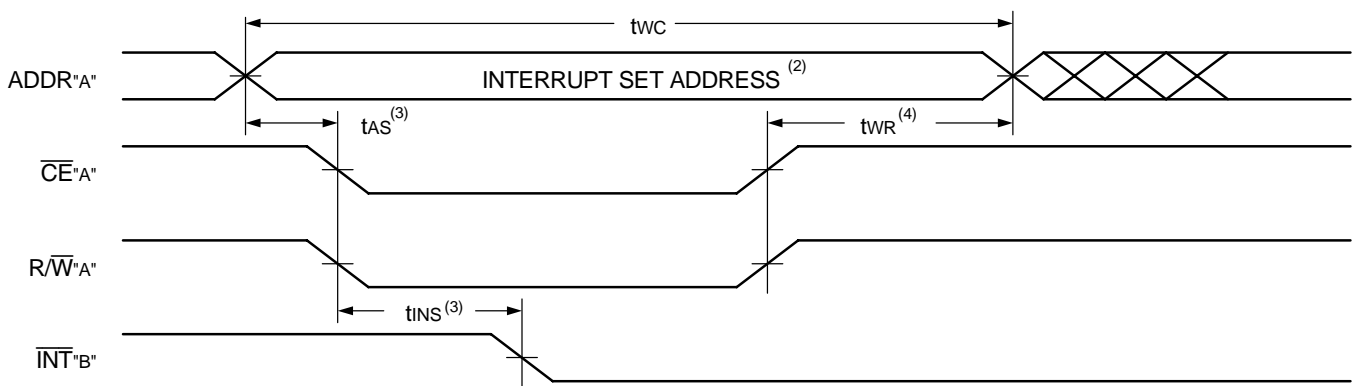 tWC
ADDR"A"
INTERRUPT SET ADDRESS (2)
tAS(3)
tWR(4)
CE"A"
R/W"A"
tINS(3)
INT"B"